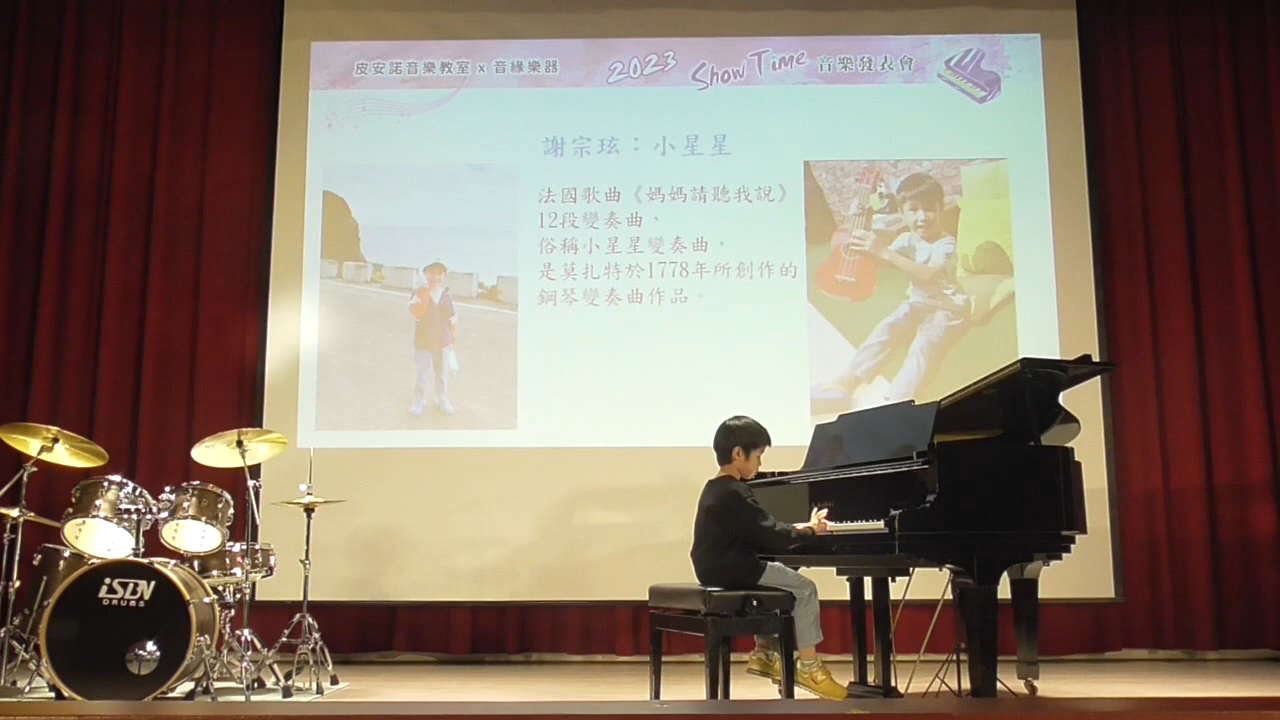 皮安諾音樂教室 x 音緣樂器 2023 Show Time 音樂發表會
謝宗玹：小星星
法國歌曲《媽媽請聽我說》
12段變奏曲，
俗稱小星星變奏曲，
是莫扎特於1778年所創作的
鋼琴變奏曲作品。
iSDN
DRUMS